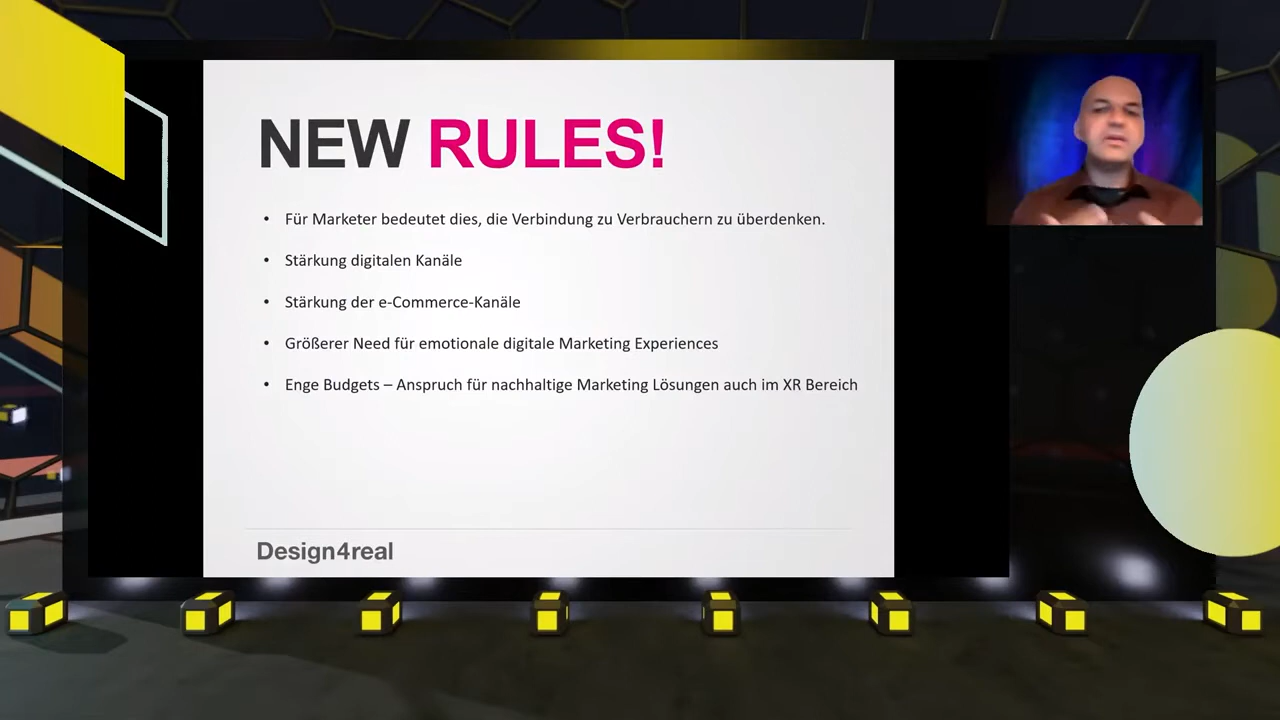 NEW RULES!
• Für Marketer bedeutet dies, die Verbindung zu Verbrauchern zu überdenken.
• Stärkung digitalen Kanäle
• Stärkung der e-Commerce-Kanäle
• Größerer Need für emotionale digitale Marketing Experiences
• Enge Budgets – Anspruch für nachhaltige Marketing Lösungen auch im XR Bereich
Design4real